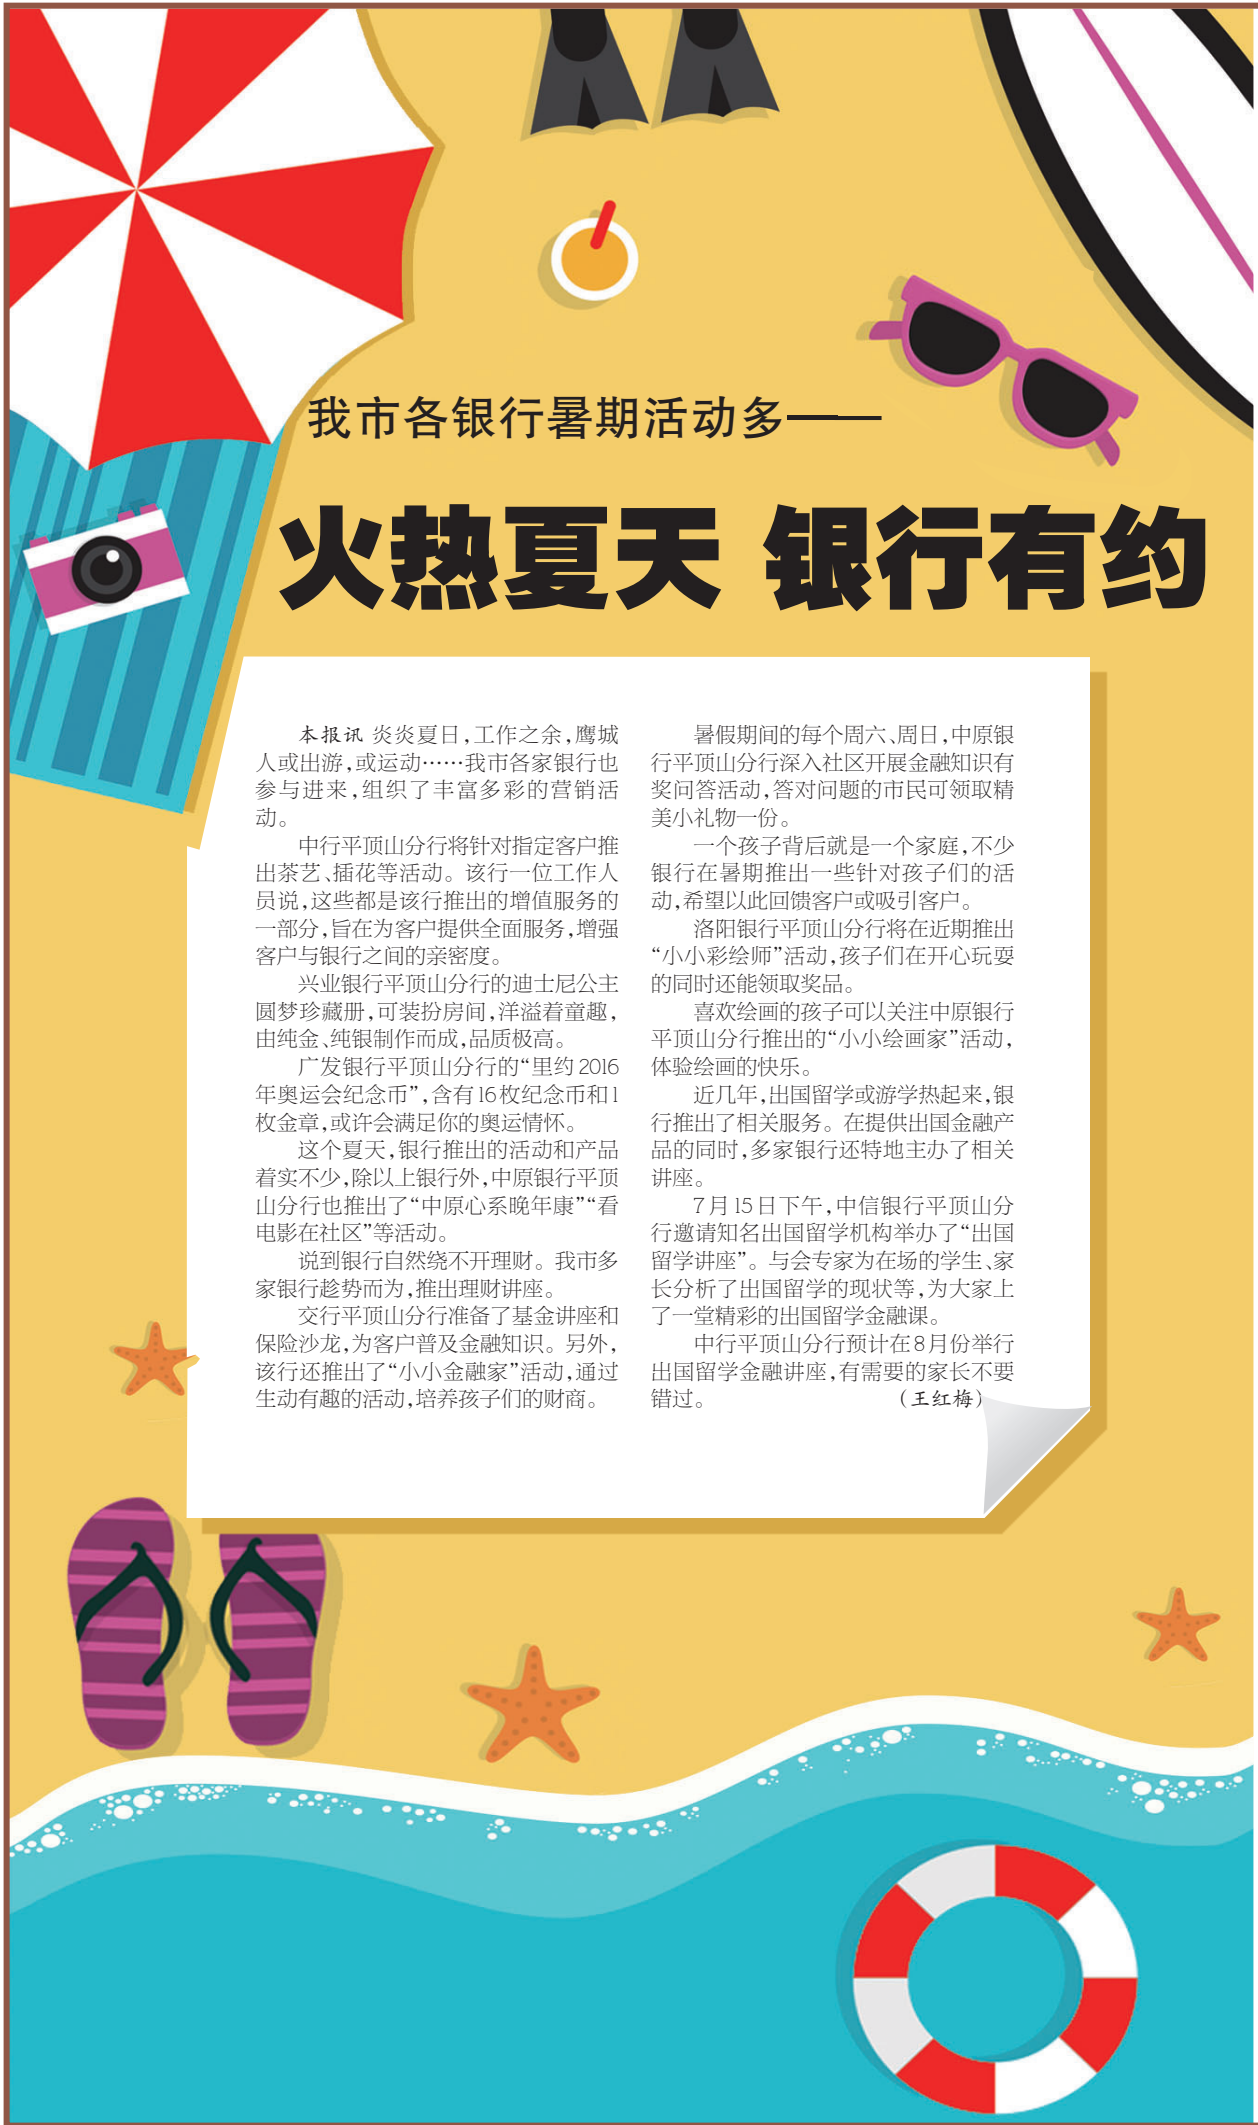 我市各银行暑期活动多——
火热夏天 银行有约
本报讯 炎炎夏日,工作之余,鹰城
人或出游,或运动……我市各家银行也
参与进来,组织了丰富多彩的营销活
动。
中行平顶山分行将针对指定客户推
出茶艺、插花等活动。该行一位工作人
员说,这些都是该行推出的增值服务的
一部分,旨在为客户提供全面服务,增强
客户与银行之间的亲密度。
兴业银行平顶山分行的迪士尼公主
圆梦珍藏册,可装扮房间,洋溢着童趣,
由纯金、纯银制作而成,品质极高。
广发银行平顶山分行的“里约2016
年奥运会纪念币”,含有16枚纪念币和1
枚金章,或许会满足你的奥运情怀。
这个夏天,银行推出的活动和产品
着实不少,除以上银行外,中原银行平顶
山分行也推出了“中原心系晚年康”“看
电影在社区”等活动。
说到银行自然绕不开理财。我市多
家银行趁势而为,推出理财讲座。
交行平顶山分行准备了基金讲座和
保险沙龙,为客户普及金融知识。另外,
该行还推出了“小小金融家”活动,通过
生动有趣的活动,培养孩子们的财商。
暑假期间的每个周六、周日,中原银
行平顶山分行深入社区开展金融知识有
奖问答活动,答对问题的市民可领取精
美小礼物一份。
一个孩子背后就是一个家庭,不少
银行在暑期推出一些针对孩子们的活
动,希望以此回馈客户或吸引客户。
洛阳银行平顶山分行将在近期推出
“小小彩绘师”活动,孩子们在开心玩耍
的同时还能领取奖品。
喜欢绘画的孩子可以关注中原银行
平顶山分行推出的“小小绘画家”活动,
体验绘画的快乐。
近几年,出国留学或游学热起来,银
行推出了相关服务。在提供出国金融产
品的同时,多家银行还特地主办了相关
讲座。
7月15日下午,中信银行平顶山分
行邀请知名出国留学机构举办了“出国
留学讲座”。与会专家为在场的学生、家
长分析了出国留学的现状等,为大家上
了一堂精彩的出国留学金融课。
中行平顶山分行预计在8月份举行
出国留学金融讲座,有需要的家长不要
错过。 (王红梅)